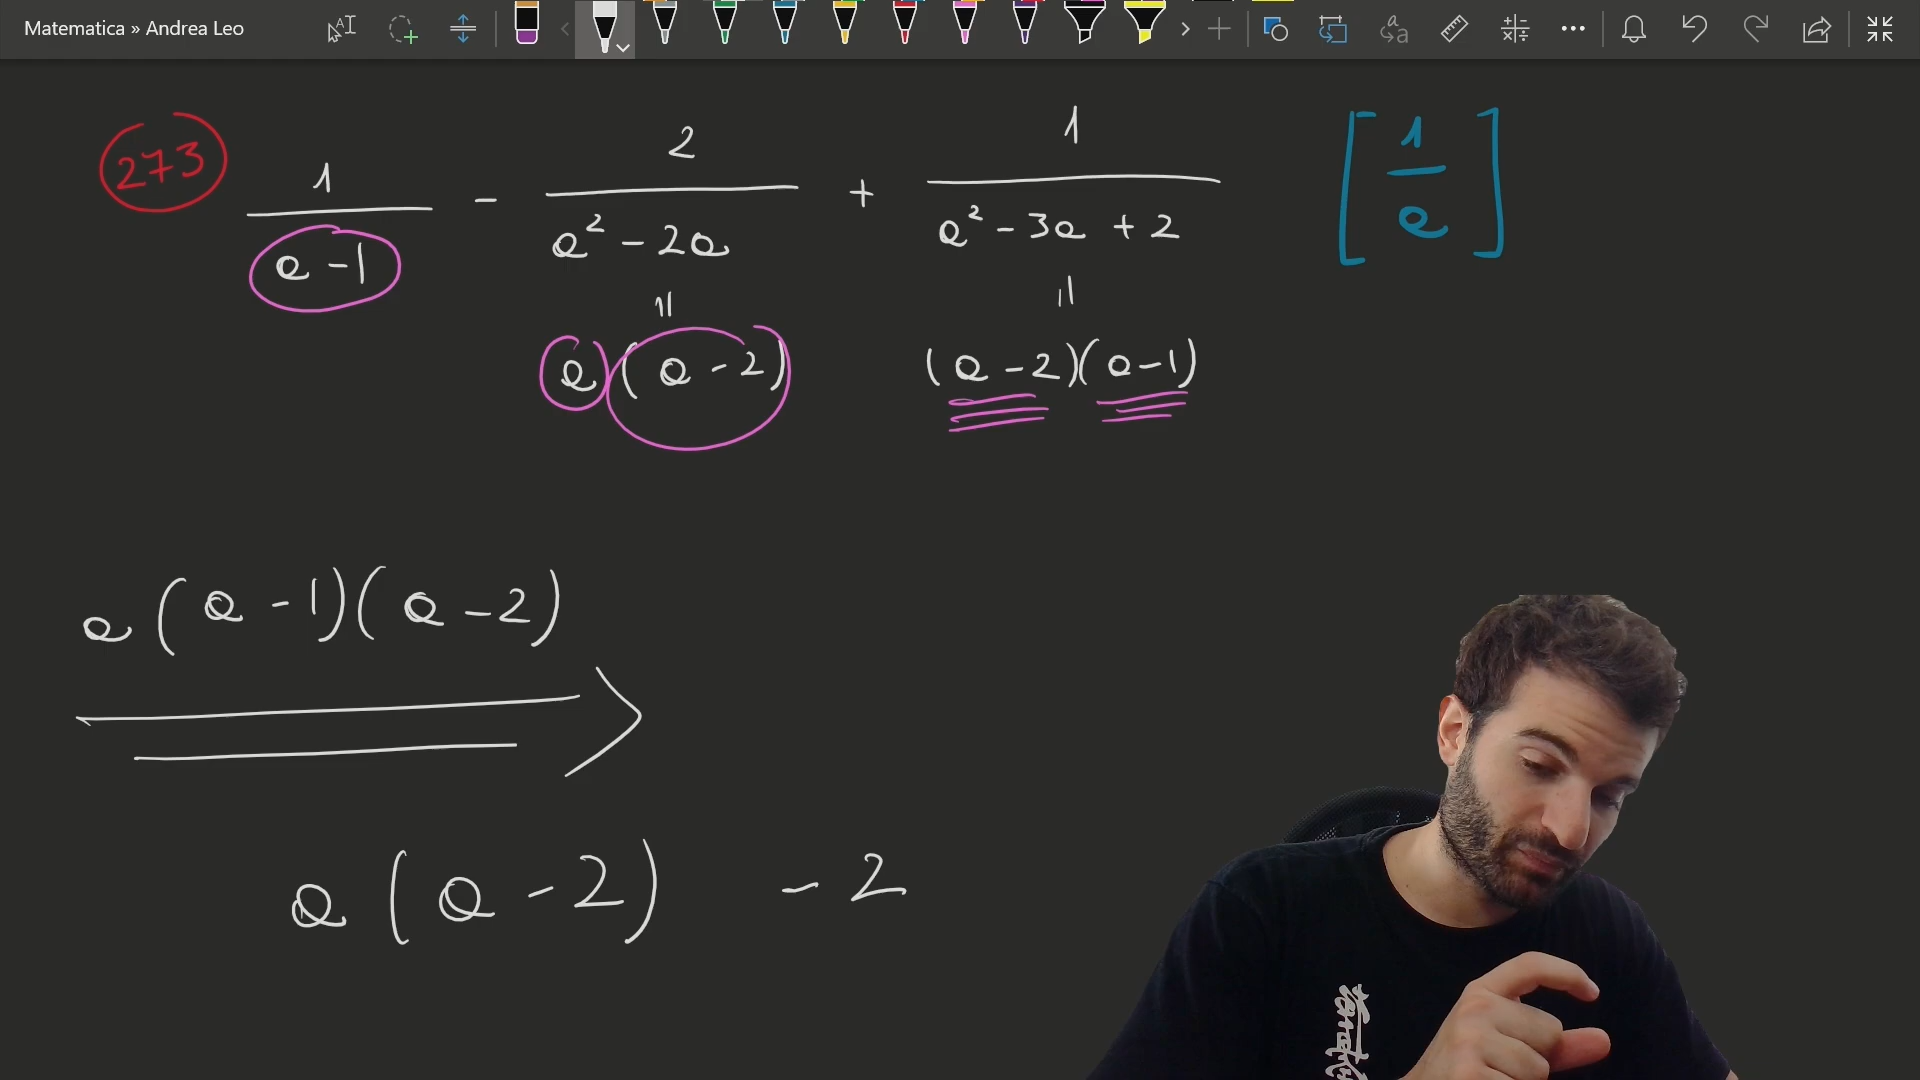 Matematica » Andrea Leo
273
1/(a - 1) - 2/(a² - 2a) + 1/(a² - 3a + 2) [1/a]
= =
a (a - 2) (a - 2)(a - 1)
a (a - 1)(a - 2)
a (a - 2) - 2